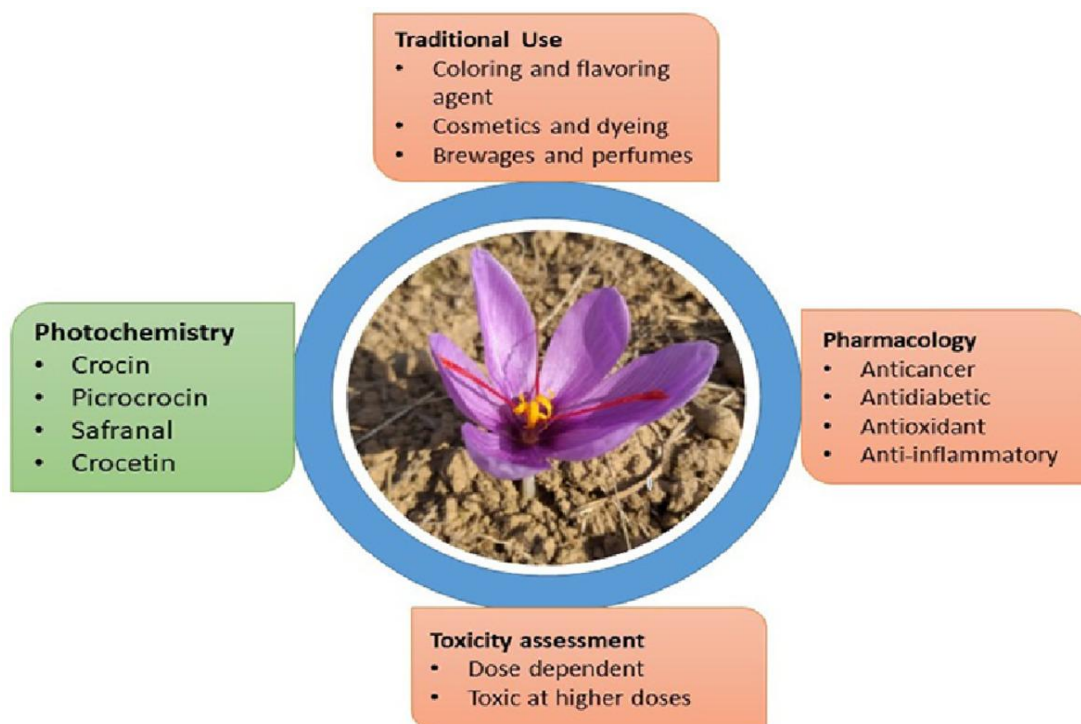 Traditional Use
• Coloring and flavoring
agent
• Cosmetics and dyeing
• Brewages and perfumes
Photochemistry
• Crocin
• Picrocrocin
• Safranal
• Crocetin
Pharmacology
• Anticancer
• Antidiabetic
• Antioxidant
• Anti-inflammatory
Toxicity assessment
• Dose dependent
• Toxic at higher doses